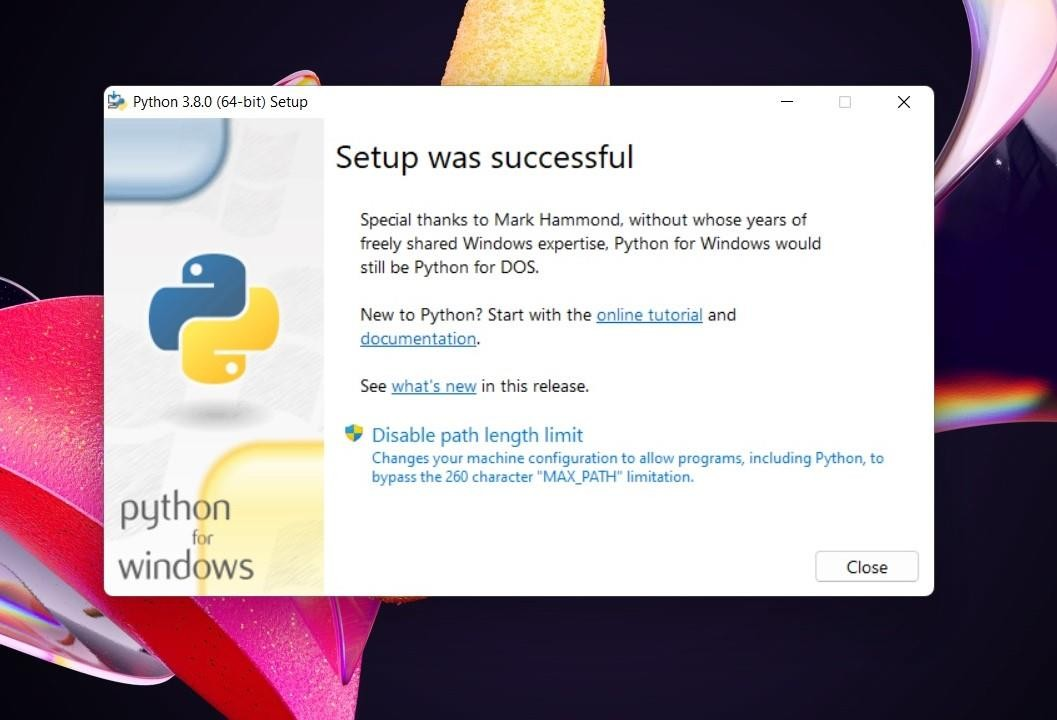 Python 3.8.0 (64-bit) Setup
Setup was successful
Special thanks to Mark Hammond, without whose years of
freely shared Windows expertise, Python for Windows would
still be Python for DOS.
New to Python? Start with the online tutorial and
documentation.
See what's new in this release.
Disable path length limit
Changes your machine configuration to allow programs, including Python, to
bypass the 260 character "MAX_PATH" limitation.
python
for
windows
Close